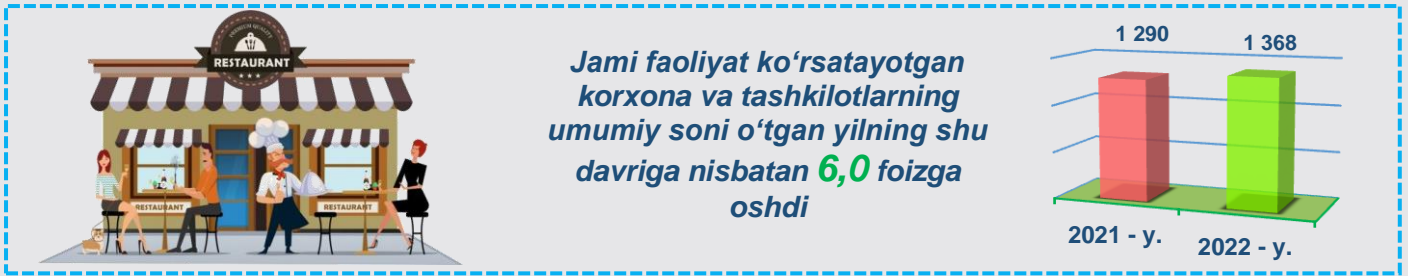 PREMIUM QUALITY
RESTAURANT
RESTAURANT
RESTAURANT
Jami faoliyat ko‘rsatayotgan
korxona va tashkilotlarning
umumiy soni o‘tgan yilning shu
davriga nisbatan 6,0 foizga
oshdi
1 290
1 368
2021 - y.
2022 - y.